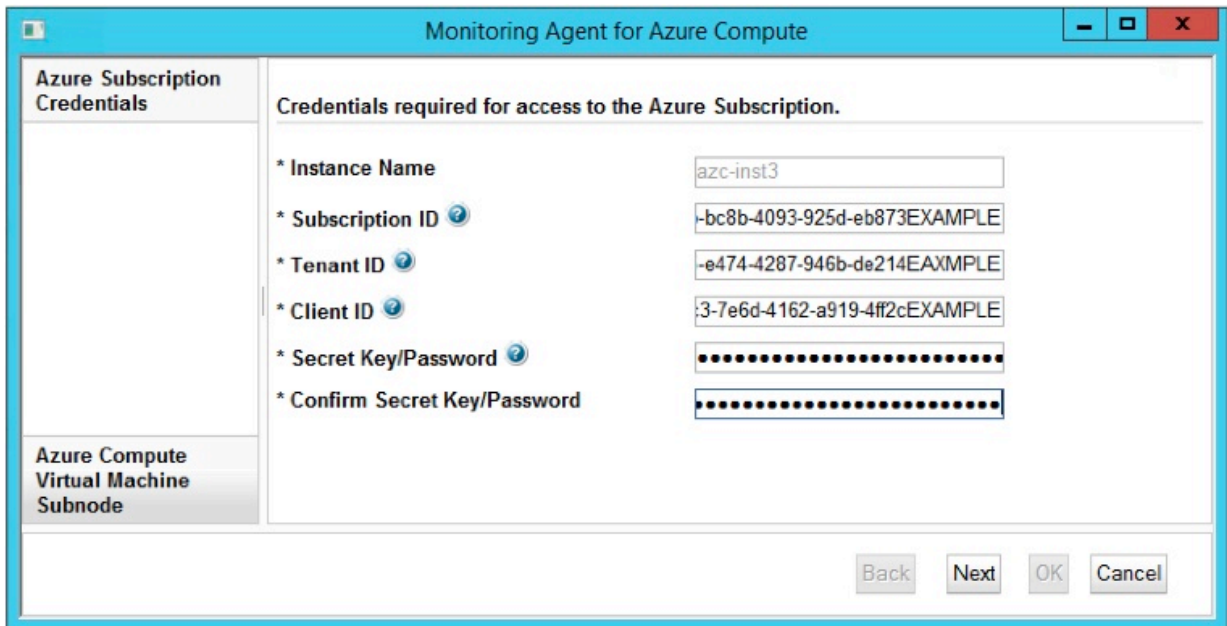 Monitoring Agent for Azure Compute
Azure Subscription
Credentials
Credentials required for access to the Azure Subscription.
* Instance Name
azc-inst3
* Subscription ID
-bc8b-4093-925d-eb873EXAMPLE
* Tenant ID
-e474-4287-946b-de214EAXMPLE
* Client ID
3-7e6d-4162-a919-4ff2cEXAMPLE
* Secret Key/Password
* Confirm Secret Key/Password
Azure Compute
Virtual Machine
Subnode
Back Next OK Cancel